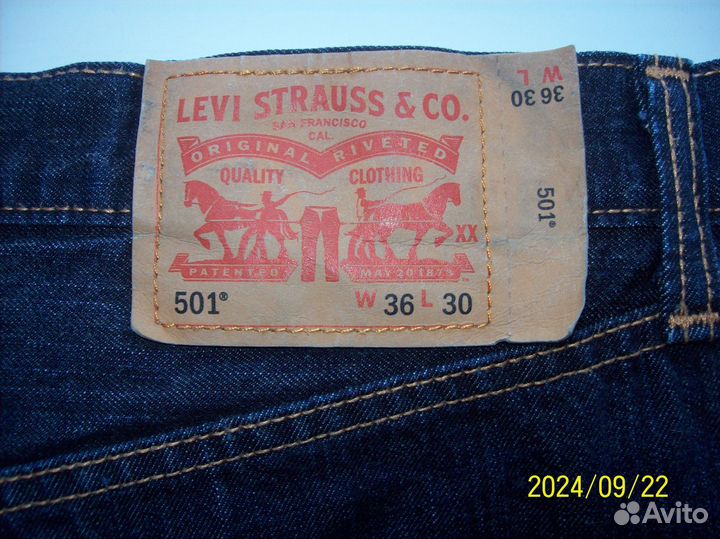 LEVI STRAUSS & CO.
SAN FRANCISCO
CAL.
ORIGINAL RIVETED
QUALITY CLOTHING
XX
PATENTED MAY 20 1873
501® W 36 L 30
W L
36 30
501®
2024/09/22
Avito